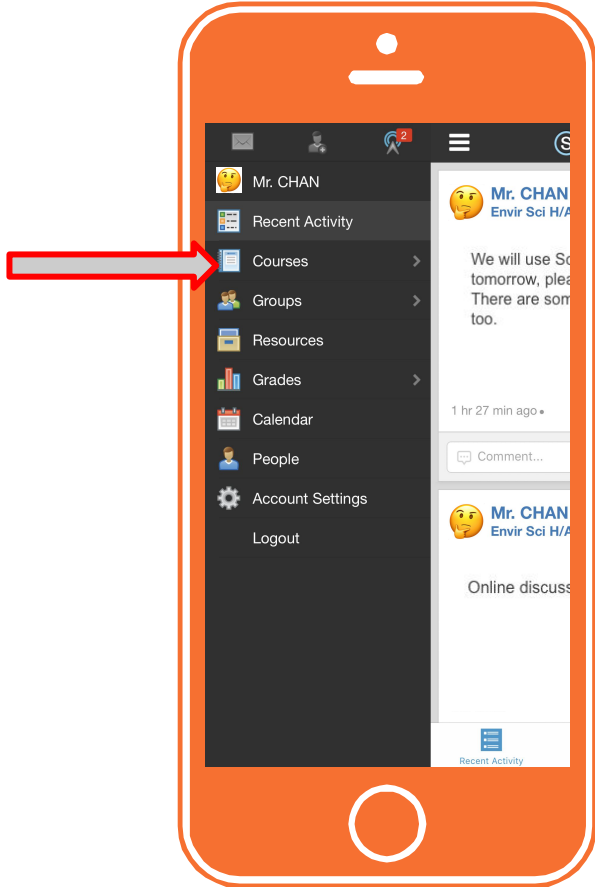 2
Mr. CHAN
Recent Activity
Courses
Groups
Resources
Grades
Calendar
People
Account Settings
Logout
S
Mr. CHAN
Envir Sci H/A
We will use Sc
tomorrow, plea
There are som
too.
1 hr 27 min ago
Comment...
Mr. CHAN
Envir Sci H/A
Online discuss
Recent Activity